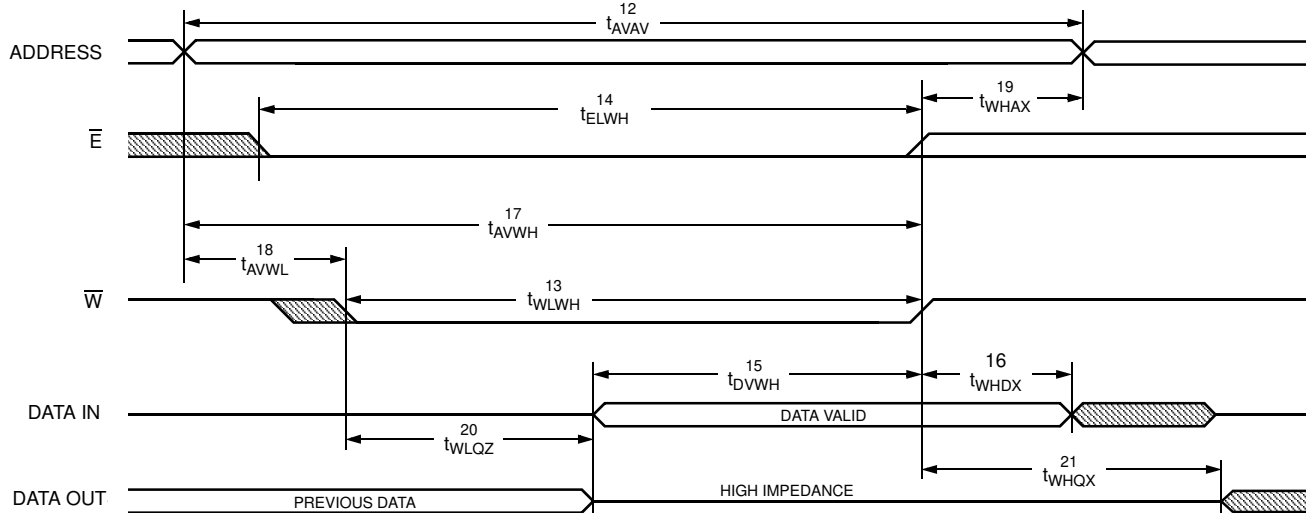 12
tAVAV
ADDRESS
14
tELWH
19
tWHAX
E
17
tAVWH
18
tAVWL
W
13
tWLWH
15
tDVWH
16
tWHDX
DATA IN
DATA VALID
20
tWLQZ
21
tWHQX
DATA OUT
PREVIOUS DATA
HIGH IMPEDANCE